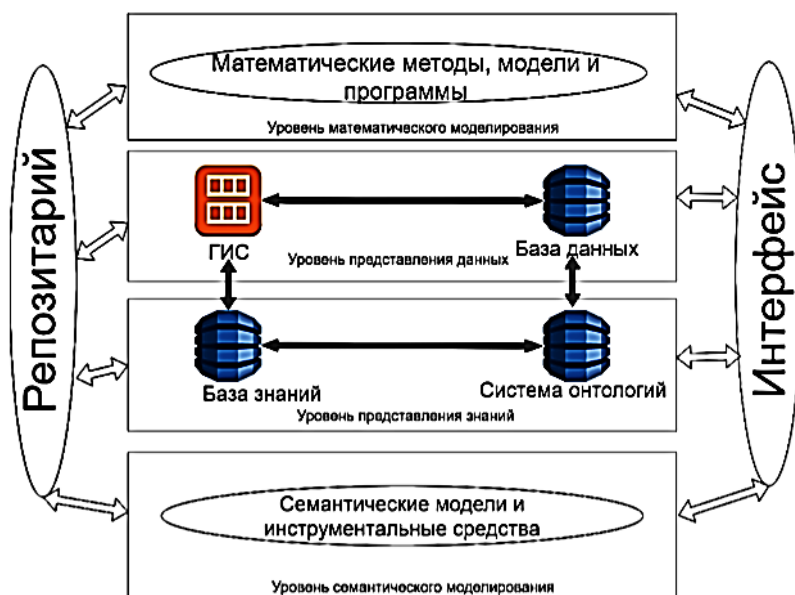 Репозитарий
Математические методы, модели и
программы
Уровень математического моделирования
ГИС
База данных
Уровень представления данных
База знаний
Система онтологий
Уровень представления знаний
Семантические модели и
инструментальные средства
Уровень семантического моделирования
Интерфейс